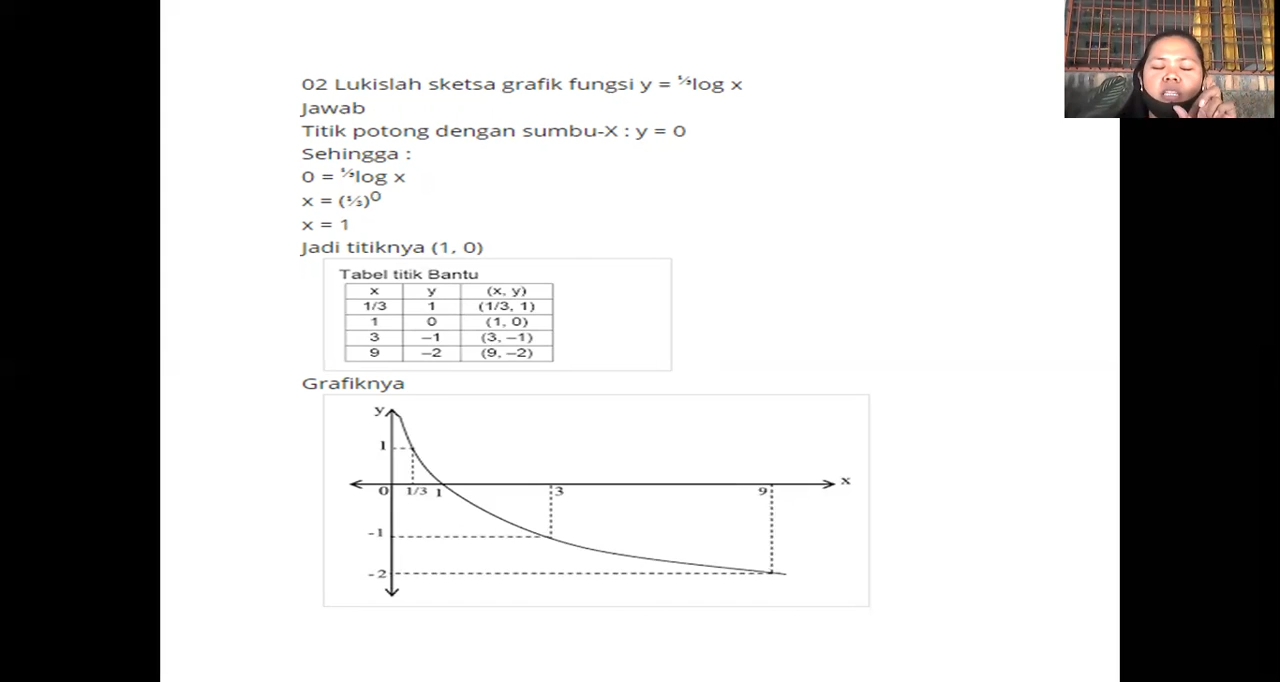 02 Lukislah sketsa grafik fungsi y = ⅓log x
Jawab
Titik potong dengan sumbu-X : y = 0
Sehingga :
0 = ⅓log x
x = (⅓)⁰
x = 1
Jadi titiknya (1, 0)
Tabel titik Bantu
x y (x, y)
1/3 1 (1/3, 1)
1 0 (1, 0)
3 −1 (3, −1)
9 −2 (9, −2)
Grafiknya
y
1
0 1/3 1 3 9 x
-1
-2